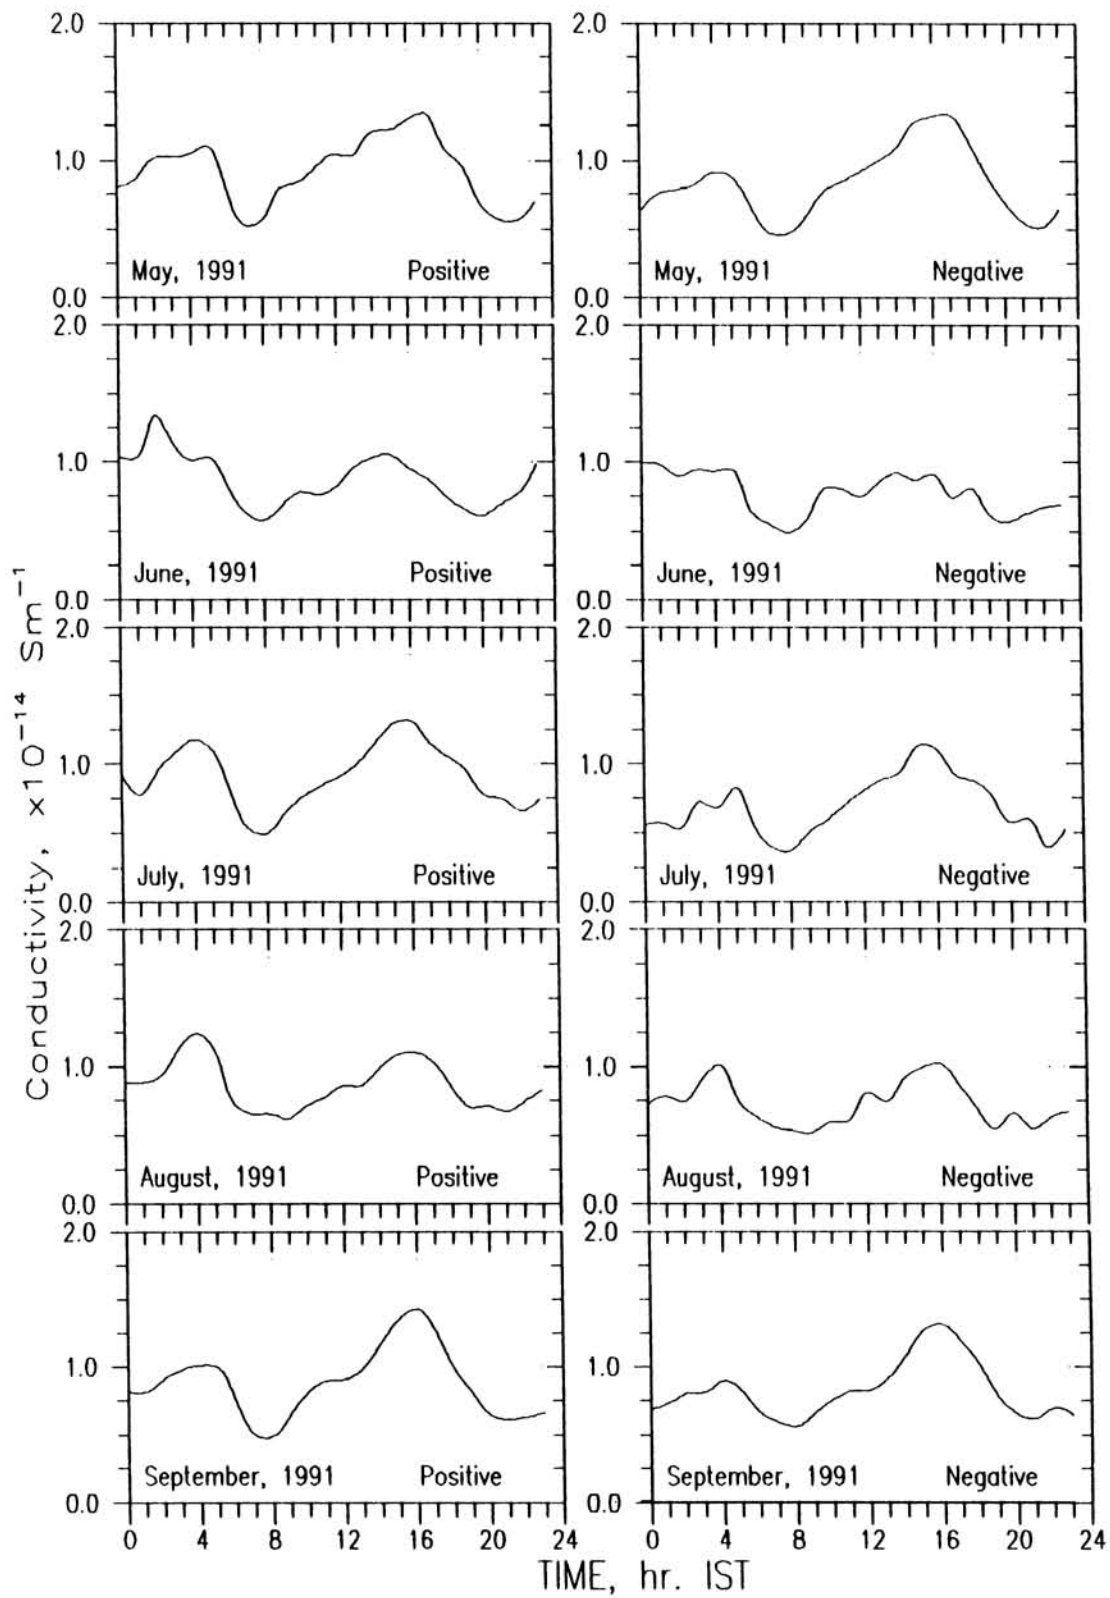 2.0
1.0
0.0
May, 1991 Positive
2.0
1.0
0.0
May, 1991 Negative
2.0
1.0
0.0
June, 1991 Positive
2.0
1.0
0.0
June, 1991 Negative
2.0
1.0
0.0
July, 1991 Positive
2.0
1.0
0.0
July, 1991 Negative
2.0
1.0
0.0
August, 1991 Positive
2.0
1.0
0.0
August, 1991 Negative
2.0
1.0
0.0
September, 1991 Positive
2.0
1.0
0.0
September, 1991 Negative
0 4 8 12 16 20 24
0 4 8 12 16 20 24
TIME, hr. IST
Conductivity, x10⁻¹⁴ Sm⁻¹